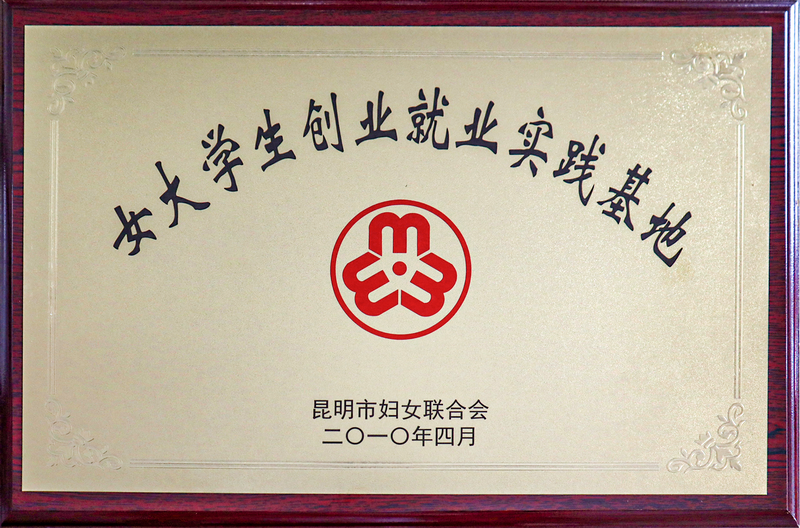 女大学生创业就业实践基地
昆明市妇女联合会
二〇一〇年四月